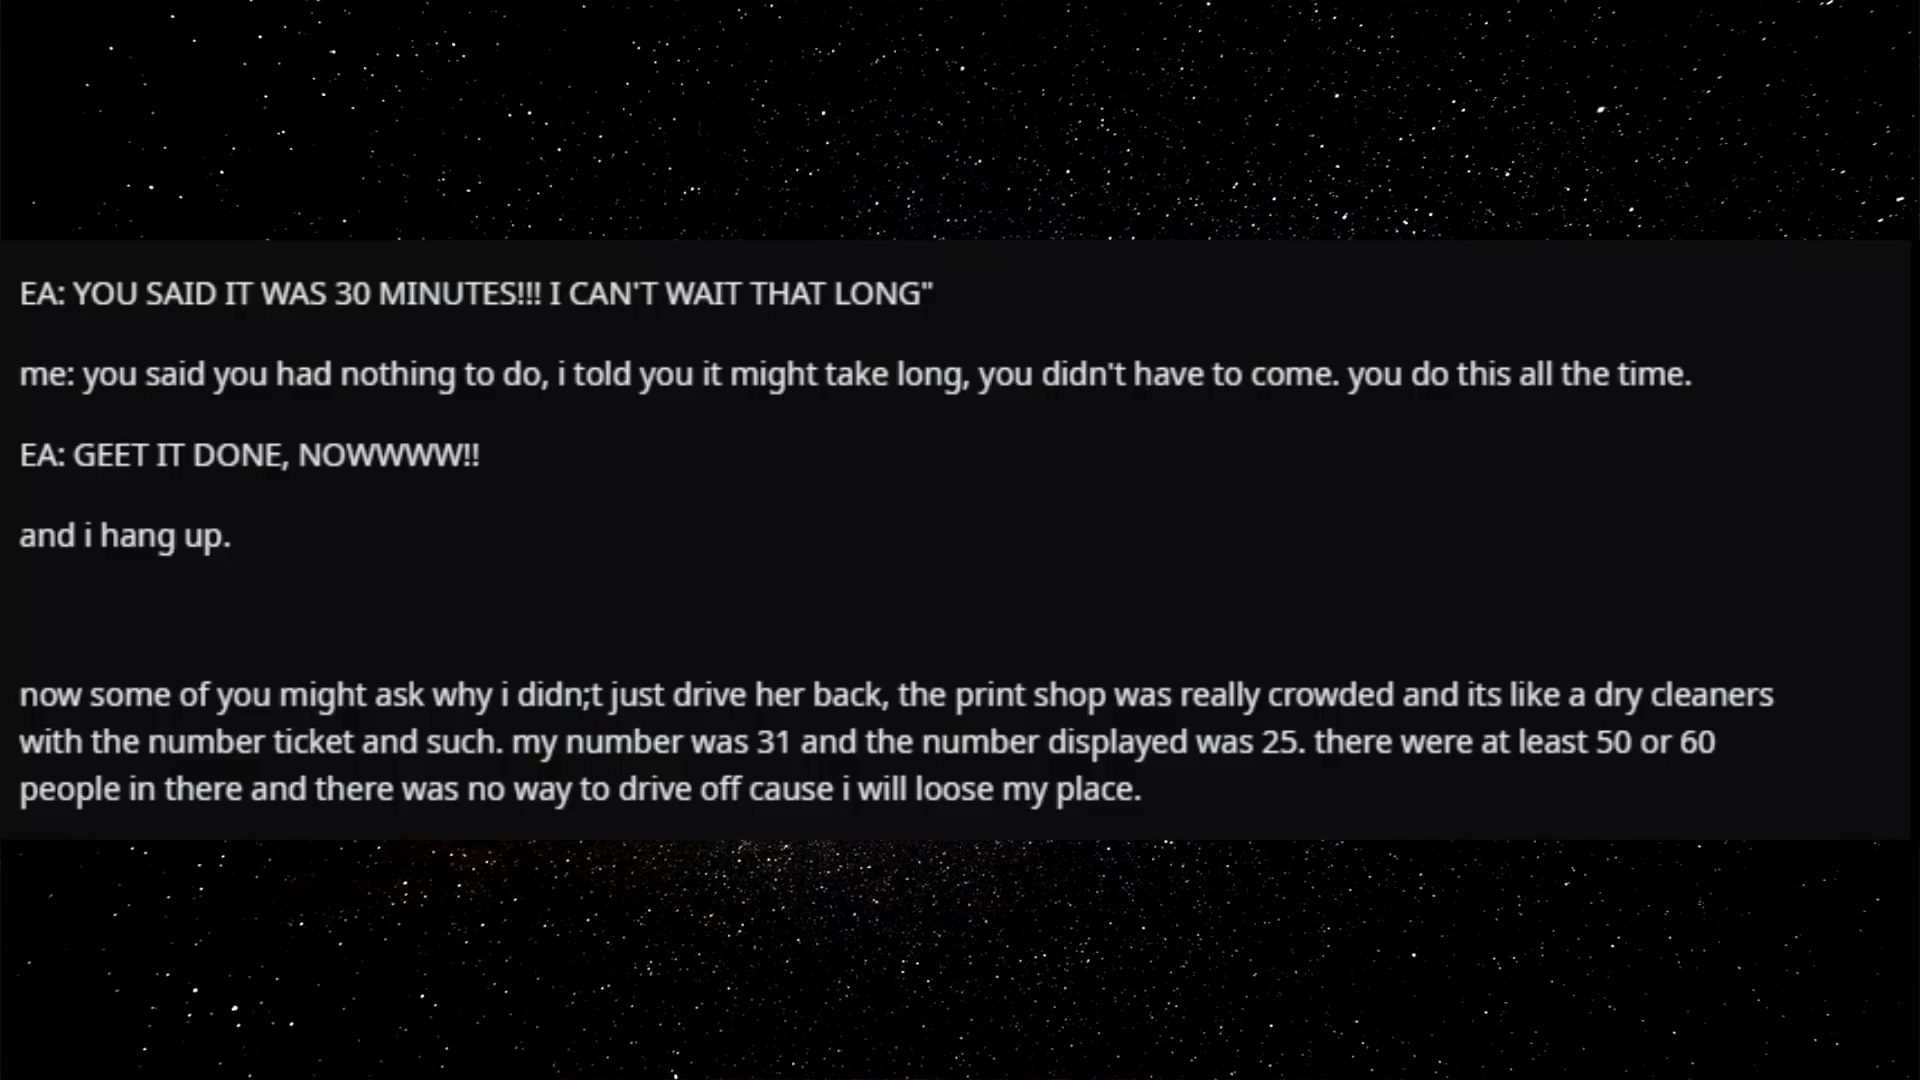 EA: YOU SAID IT WAS 30 MINUTES!!! I CAN'T WAIT THAT LONG"
me: you said you had nothing to do, i told you it might take long, you didn't have to come. you do this all the time.
EA: GEET IT DONE, NOWWWW!!
and i hang up.
now some of you might ask why i didn;t just drive her back, the print shop was really crowded and its like a dry cleaners
with the number ticket and such. my number was 31 and the number displayed was 25. there were at least 50 or 60
people in there and there was no way to drive off cause i will loose my place.